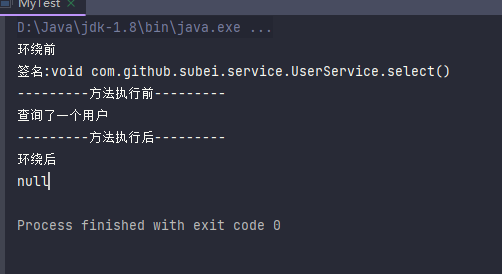 MyTest
D:\Java\jdk-1.8\bin\java.exe ...
环绕前
签名:void com.github.subei.service.UserService.select()
---------方法执行前---------
查询了一个用户
---------方法执行后---------
环绕后
null
Process finished with exit code 0